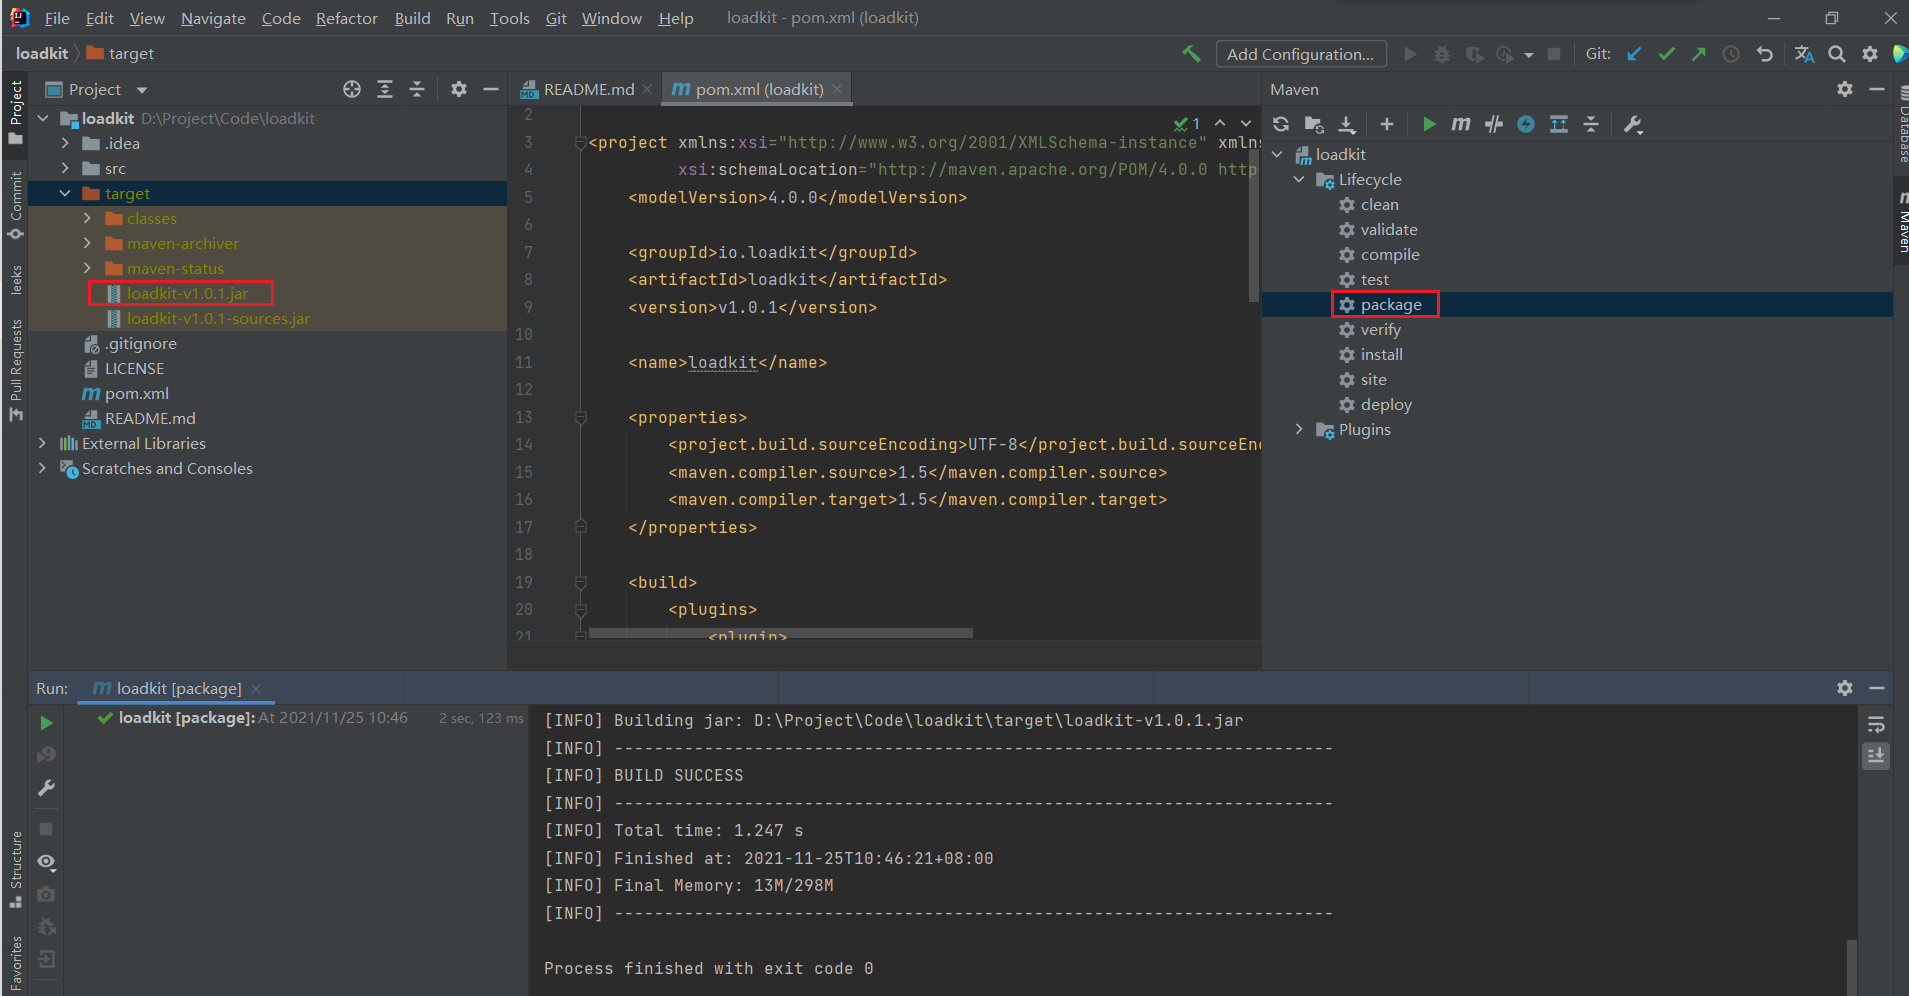 File Edit View Navigate Code Refactor Build Run Tools Git Window Help loadkit - pom.xml (loadkit)
loadkit target
Add Configuration... Git:
Project
README.md pom.xml (loadkit)
Maven
Project
Commit
leeks
Pull Requests
Structure
Favorites
loadkit D:\Project\Code\loadkit
.idea
src
target
classes
maven-archiver
maven-status
loadkit-v1.0.1.jar
loadkit-v1.0.1-sources.jar
.gitignore
LICENSE
pom.xml
README.md
External Libraries
Scratches and Consoles
1
2
3 <project xmlns:xsi="http://www.w3.org/2001/XMLSchema-instance" xmlns
4 xsi:schemaLocation="http://maven.apache.org/POM/4.0.0 http
5 <modelVersion>4.0.0</modelVersion>
6
7 <groupId>io.loadkit</groupId>
8 <artifactId>loadkit</artifactId>
9 <version>v1.0.1</version>
10
11 <name>loadkit</name>
12
13 <properties>
14 <project.build.sourceEncoding>UTF-8</project.build.sourceEnc
15 <maven.compiler.source>1.5</maven.compiler.source>
16 <maven.compiler.target>1.5</maven.compiler.target>
17 </properties>
18
19 <build>
20 <plugins>
21 <plugin>
loadkit
Lifecycle
clean
validate
compile
test
package
verify
install
site
deploy
Plugins
Database
Maven
Run: loadkit [package]
loadkit [package]: At 2021/11/25 10:46 2 sec, 123 ms
[INFO] Building jar: D:\Project\Code\loadkit\target\loadkit-v1.0.1.jar
[INFO] ------------------------------------------------------------------------
[INFO] BUILD SUCCESS
[INFO] ------------------------------------------------------------------------
[INFO] Total time: 1.247 s
[INFO] Finished at: 2021-11-25T10:46:21+08:00
[INFO] Final Memory: 13M/298M
[INFO] ------------------------------------------------------------------------
Process finished with exit code 0